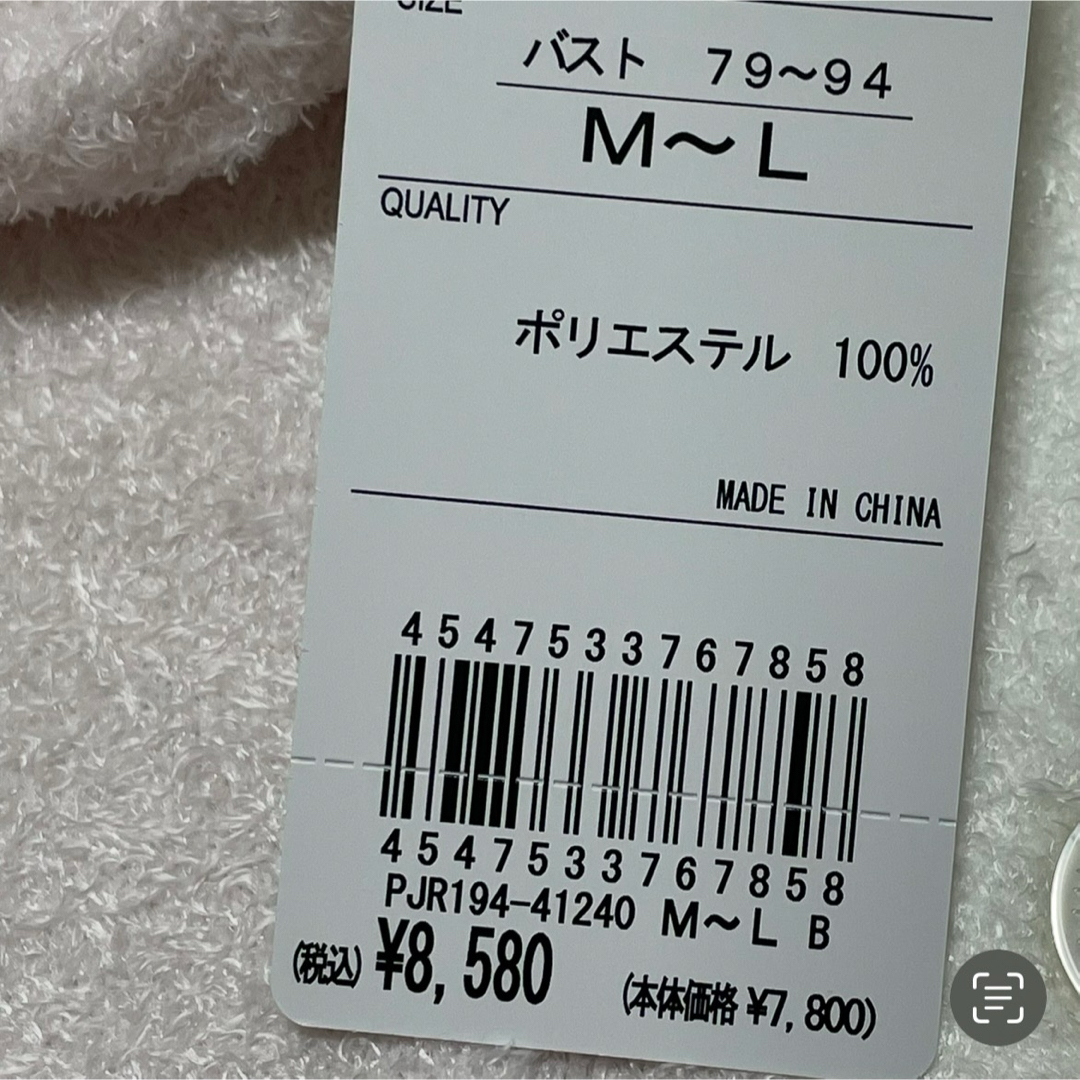 SIZE
バスト 79～94
M～L
QUALITY
ポリエステル 100%
MADE IN CHINA
4547533767858
4547533767858
PJR194-41240 M～L B
(税込) ¥8,580 (本体価格 ¥7,800)